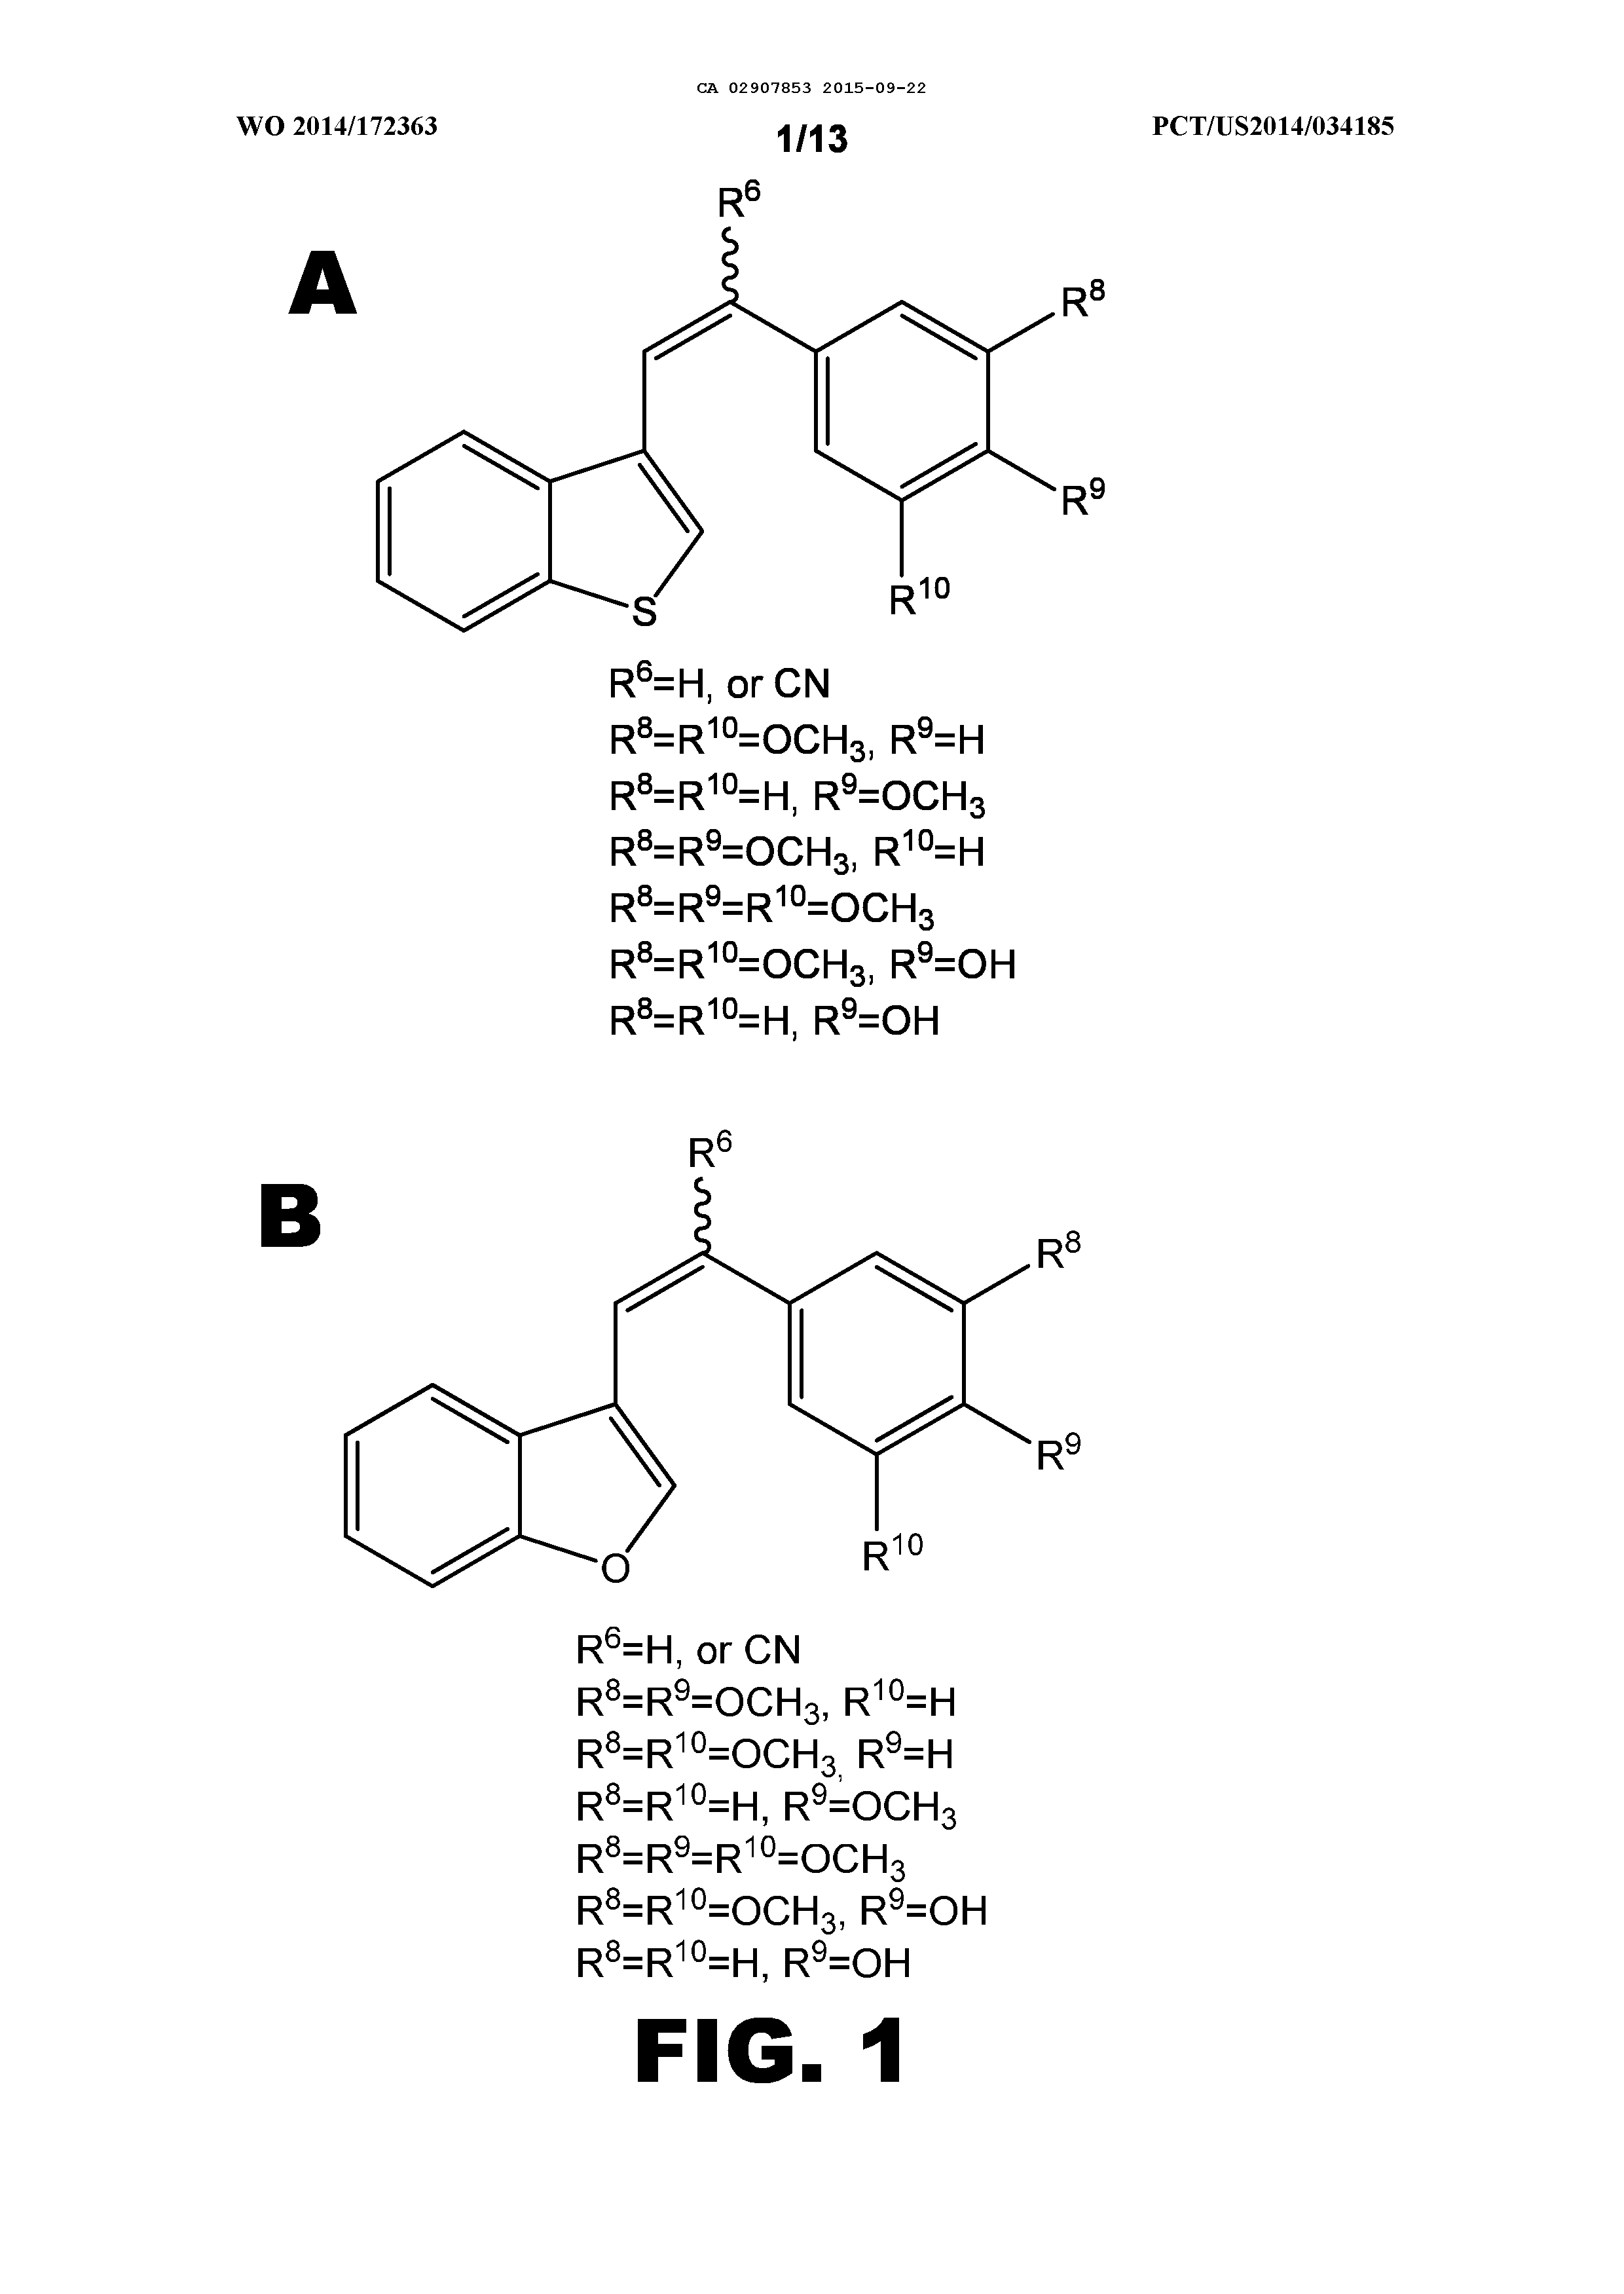 CA 02907853 2015-09-22
WO 2014/172363
1/13
PCT/US2014/034185
A
R⁶
R⁸
R⁹
R¹⁰
S
R⁶=H, or CN
R⁸=R¹⁰=OCH₃, R⁹=H
R⁸=R¹⁰=H, R⁹=OCH₃
R⁸=R⁹=OCH₃, R¹⁰=H
R⁸=R⁹=R¹⁰=OCH₃
R⁸=R¹⁰=OCH₃, R⁹=OH
R⁸=R¹⁰=H, R⁹=OH
B
R⁶
R⁸
R⁹
R¹⁰
O
R⁶=H, or CN
R⁸=R⁹=OCH₃, R¹⁰=H
R⁸=R¹⁰=OCH₃, R⁹=H
R⁸=R¹⁰=H, R⁹=OCH₃
R⁸=R⁹=R¹⁰=OCH₃
R⁸=R¹⁰=OCH₃, R⁹=OH
R⁸=R¹⁰=H, R⁹=OH
FIG. 1